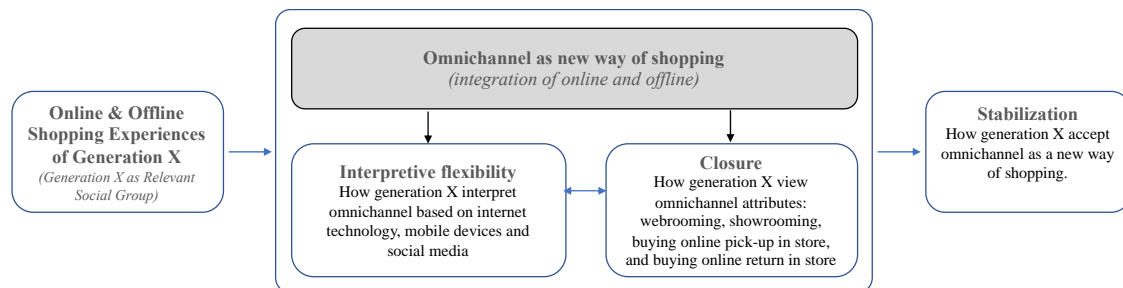 Omnichannel as new way of shopping
(integration of online and offline)
Online & Offline
Shopping Experiences
of Generation X
(Generation X as Relevant
Social Group)
Interpretive flexibility
How generation X interpret
omnichannel based on internet
technology, mobile devices and
social media
Closure
How generation X view
omnichannel attributes:
webrooming, showrooming,
buying online pick-up in store,
and buying online return in store
Stabilization
How generation X accept
omnichannel as a new way
of shopping.